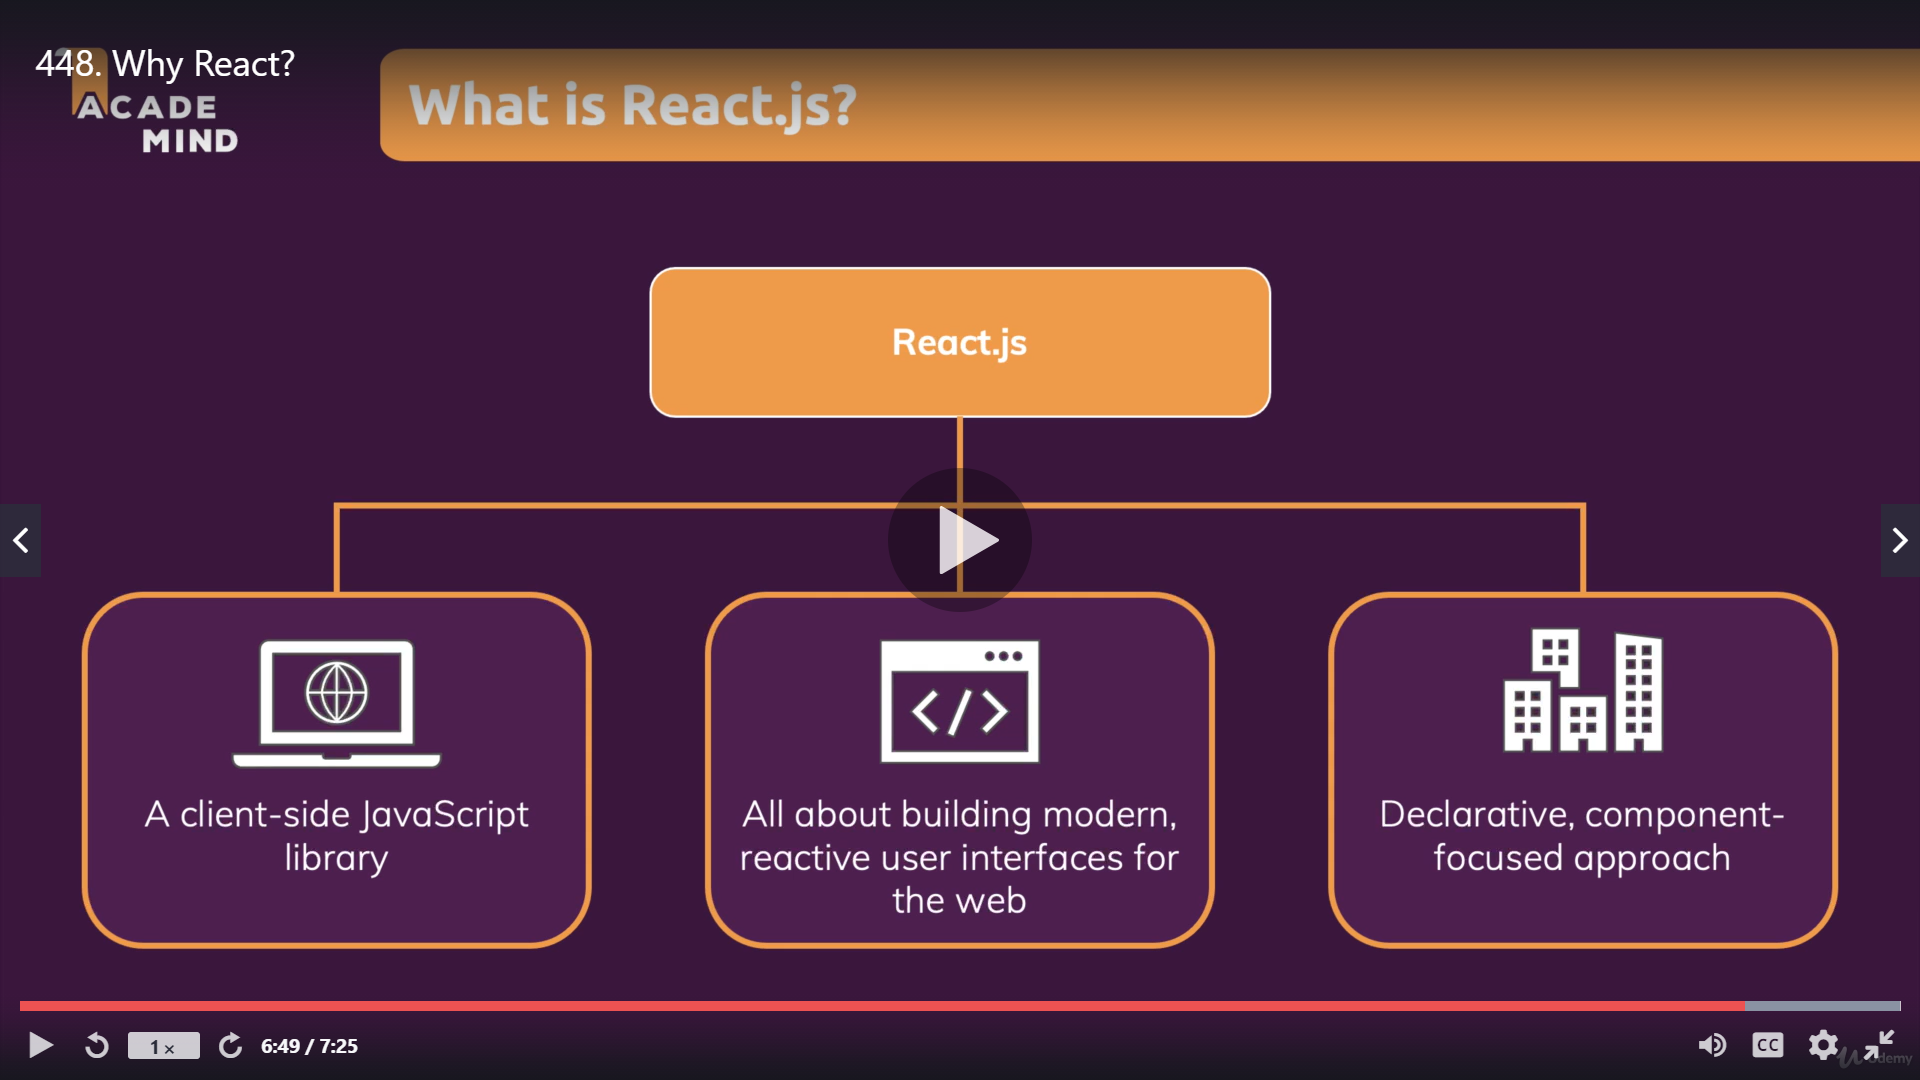 448. Why React?
ACADE
MIND
What is React.js?
React.js
A client-side JavaScript
library
All about building modern,
reactive user interfaces for
the web
Declarative, component-
focused approach
1 x
6:49 / 7:25
CC
udemy